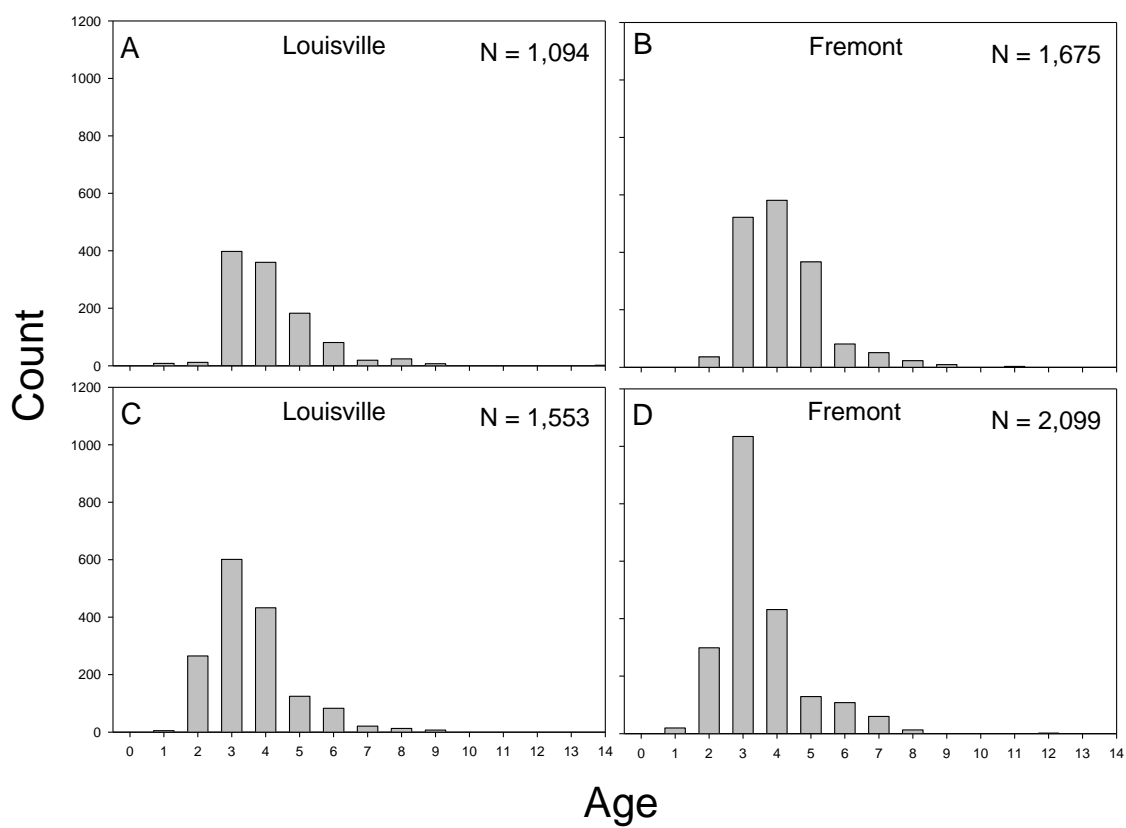 A Louisville N = 1,094
B Fremont N = 1,675
1200
1000
800
600
400
200
0
C Louisville N = 1,553
D Fremont N = 2,099
1200
1000
800
600
400
200
0
Count
0 1 2 3 4 5 6 7 8 9 10 11 12 13 14
0 1 2 3 4 5 6 7 8 9 10 11 12 13 14
Age